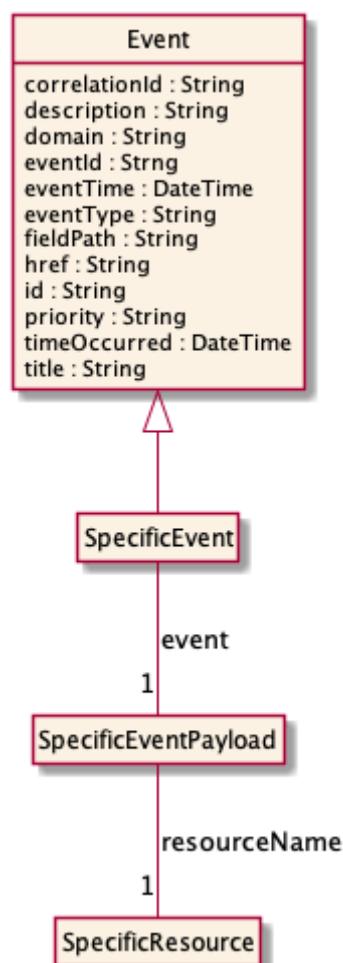 Event
correlationId : String
description : String
domain : String
eventId : Strng
eventTime : DateTime
eventType : String
fieldPath : String
href : String
id : String
priority : String
timeOccurred : DateTime
title : String
SpecificEvent
event
1
SpecificEventPayload
resourceName
1
SpecificResource